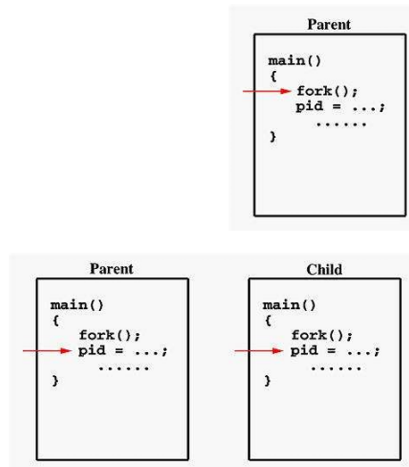 Parent
main()
{
fork();
pid = ...;
......
}
Parent
main()
{
fork();
pid = ...;
......
}
Child
main()
{
fork();
pid = ...;
......
}